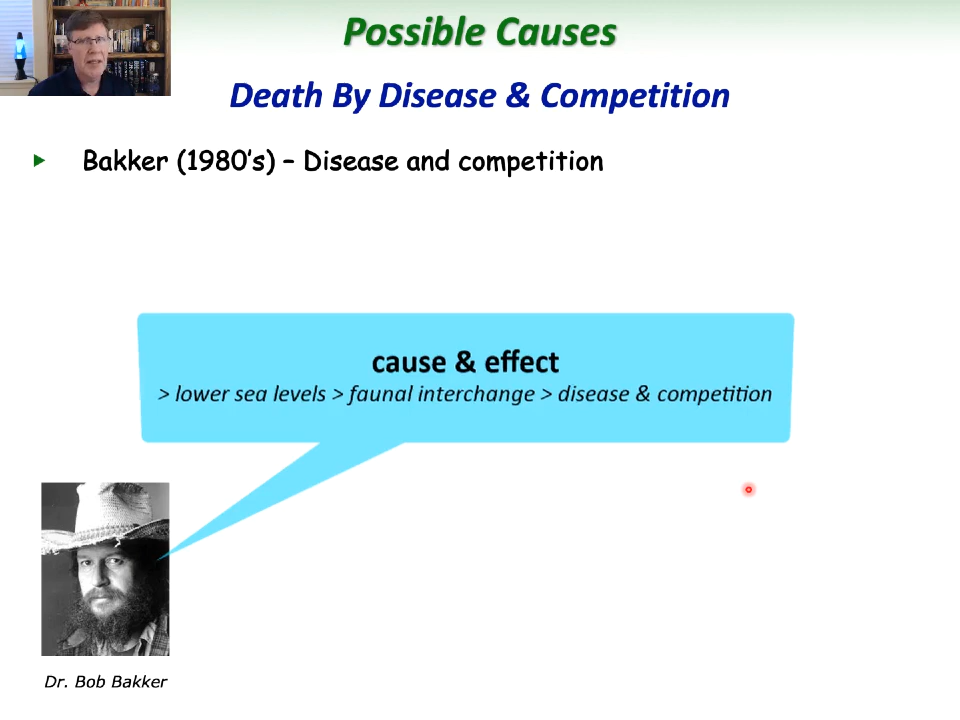 Possible Causes
Death By Disease & Competition
Bakker (1980's) – Disease and competition
cause & effect
> lower sea levels > faunal interchange > disease & competition
Dr. Bob Bakker